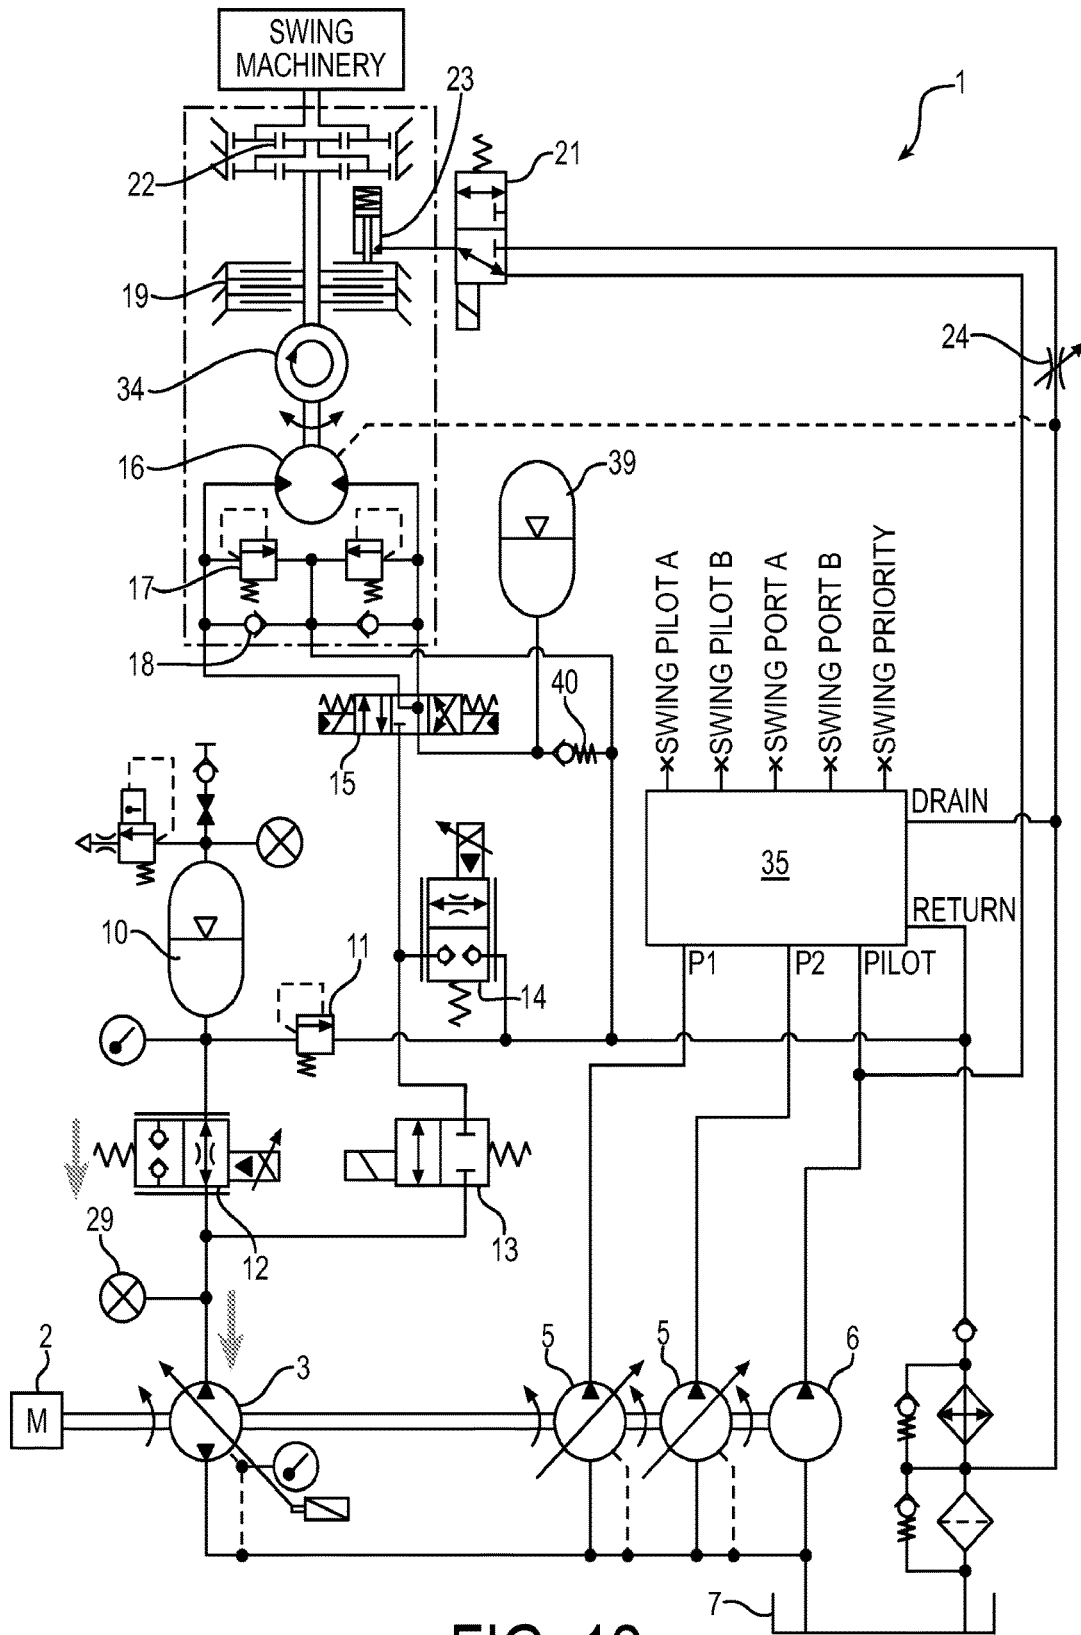 SWING
MACHINERY
23
1
21
22
19
24
34
16
39
SWING PILOT A
SWING PILOT B
SWING PORT A
SWING PORT B
SWING PRIORITY
17
18
40
15
DRAIN
35
10
RETURN
11
P1
P2
PILOT
14
29
12
13
2
3
5
5
6
M
7